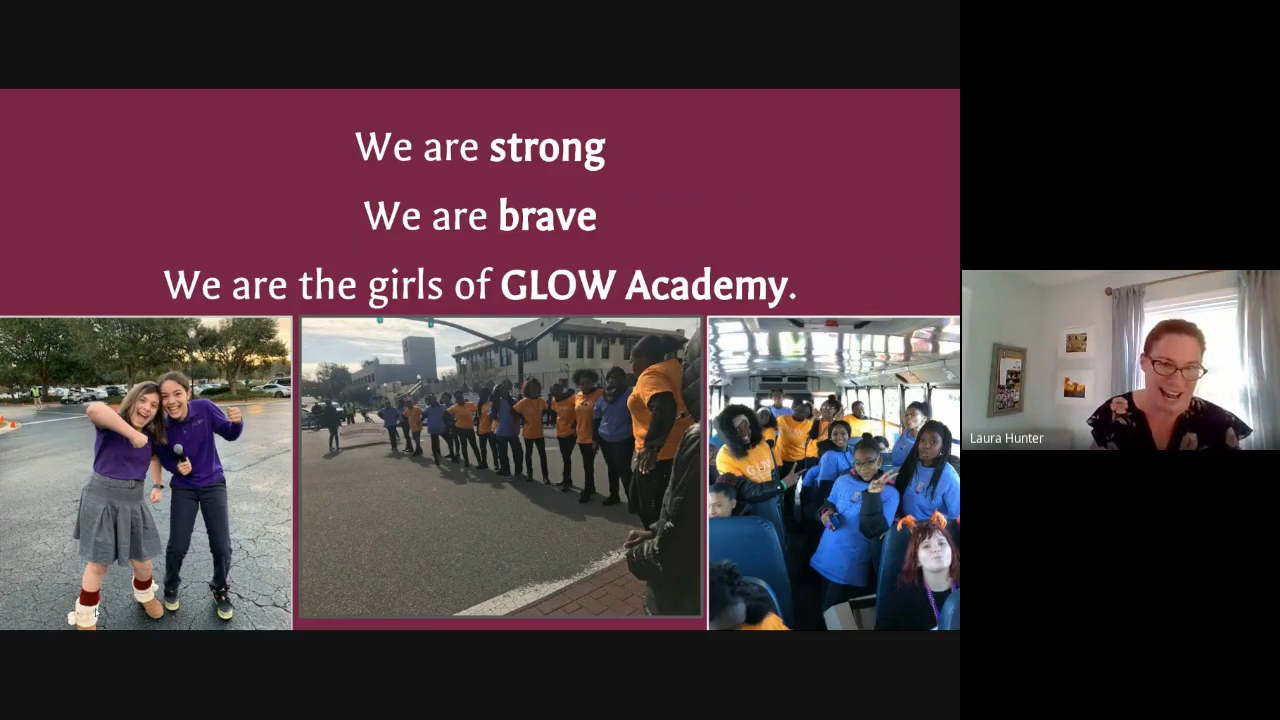 We are strong
We are brave
We are the girls of GLOW Academy.
Laura Hunter